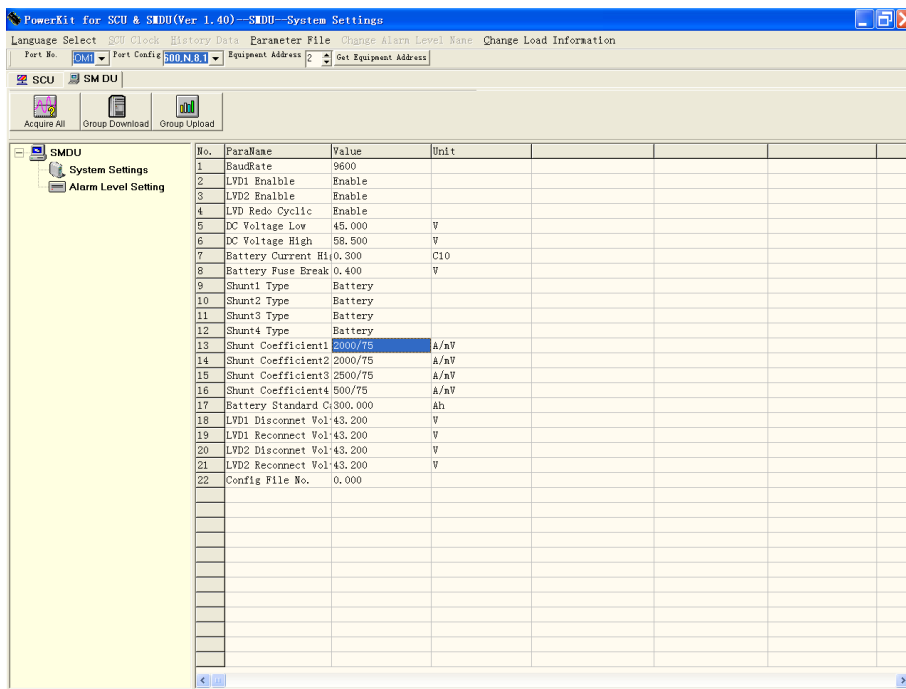 PowerKit for SCU & SMDU(Ver 1.40)--SMDU--System Settings
Language Select SCU Clock History Data Parameter File Change Alarm Level Name Change Load Information
Port No. OM1 Port Config 600,N,8,1 Equipment Address 2 Get Equipment Address
SCU SM DU
Acquire All Group Download Group Upload
SMDU
System Settings
Alarm Level Setting
No. ParaName Value Unit
1 BaudRate 9600
2 LVD1 Enalble Enable
3 LVD2 Enalble Enable
4 LVD Redo Cyclic Enable
5 DC Voltage Low 45.000 V
6 DC Voltage High 58.500 V
7 Battery Current Hi 0.300 C10
8 Battery Fuse Break 0.400 V
9 Shunt1 Type Battery
10 Shunt2 Type Battery
11 Shunt3 Type Battery
12 Shunt4 Type Battery
13 Shunt Coefficient1 2000/75 A/mV
14 Shunt Coefficient2 2000/75 A/mV
15 Shunt Coefficient3 2500/75 A/mV
16 Shunt Coefficient4 500/75 A/mV
17 Battery Standard C 300.000 Ah
18 LVD1 Disconnet Vol 43.200 V
19 LVD1 Reconnect Vol 43.200 V
20 LVD2 Disconnet Vol 43.200 V
21 LVD2 Reconnect Vol 43.200 V
22 Config File No. 0.000